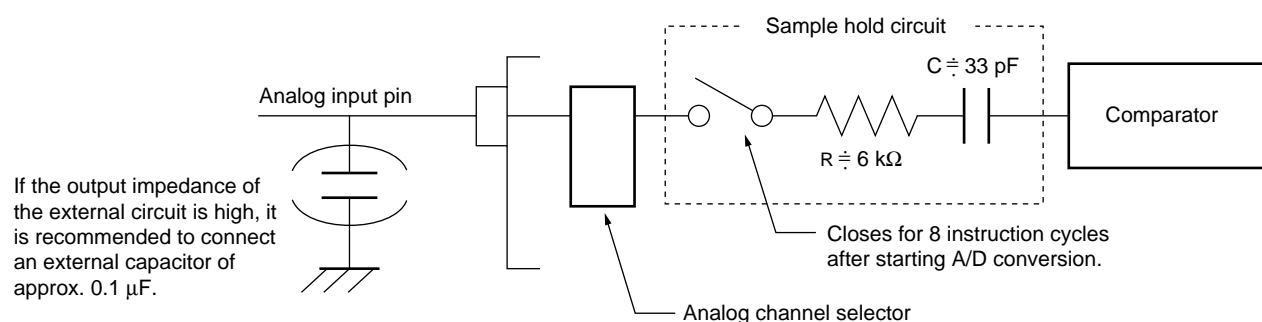 Sample hold circuit
C ≒ 33 pF
Analog input pin
Comparator
R ≒ 6 kΩ
If the output impedance of
the external circuit is high, it
is recommended to connect
an external capacitor of
approx. 0.1 μF.
Closes for 8 instruction cycles
after starting A/D conversion.
Analog channel selector